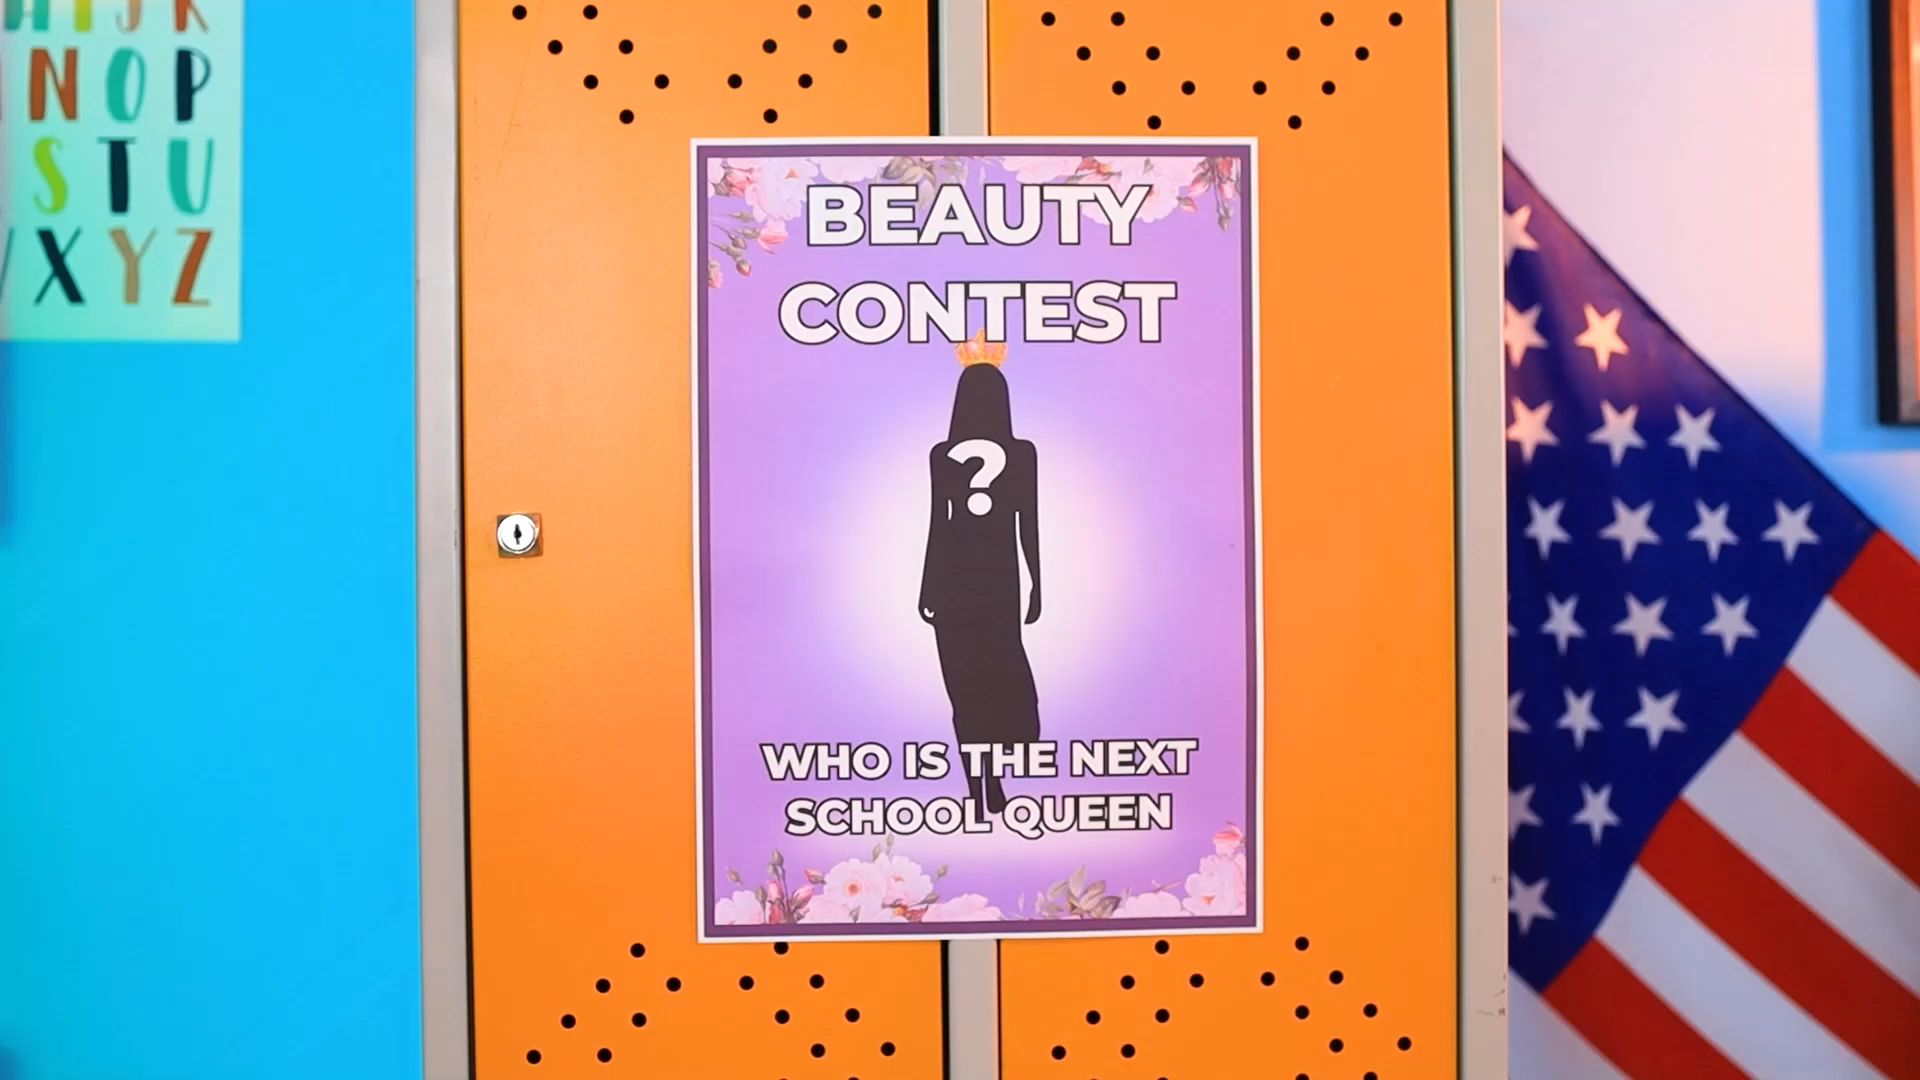 H I J K
N O P
S T U
X Y Z
BEAUTY
CONTEST
?
WHO IS THE NEXT
SCHOOL QUEEN